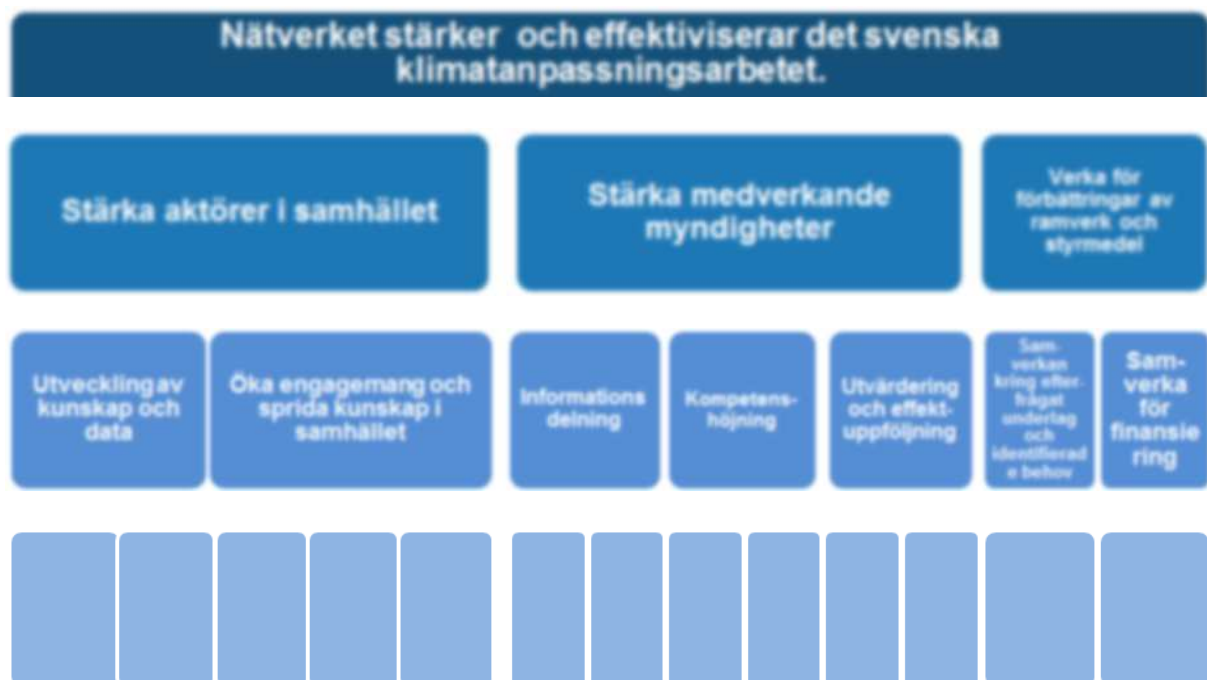 Nätverket stärker och effektiviserar det svenska
klimatanpassningsarbetet.
Stärka aktörer i samhället
Stärka medverkande
myndigheter
Verka för
förbättringar av
ramverk och
styrmedel
Utveckling av
kunskap och
data
Öka engagemang och
sprida kunskap i
samhället
Informations
delning
Kompetens-
höjning
Utvärdering
och effekt-
uppföljning
Sam-
verkan
kring efter-
frågat
underlag
och
identifierad
e behov
Sam-
verka
för
finansie
ring